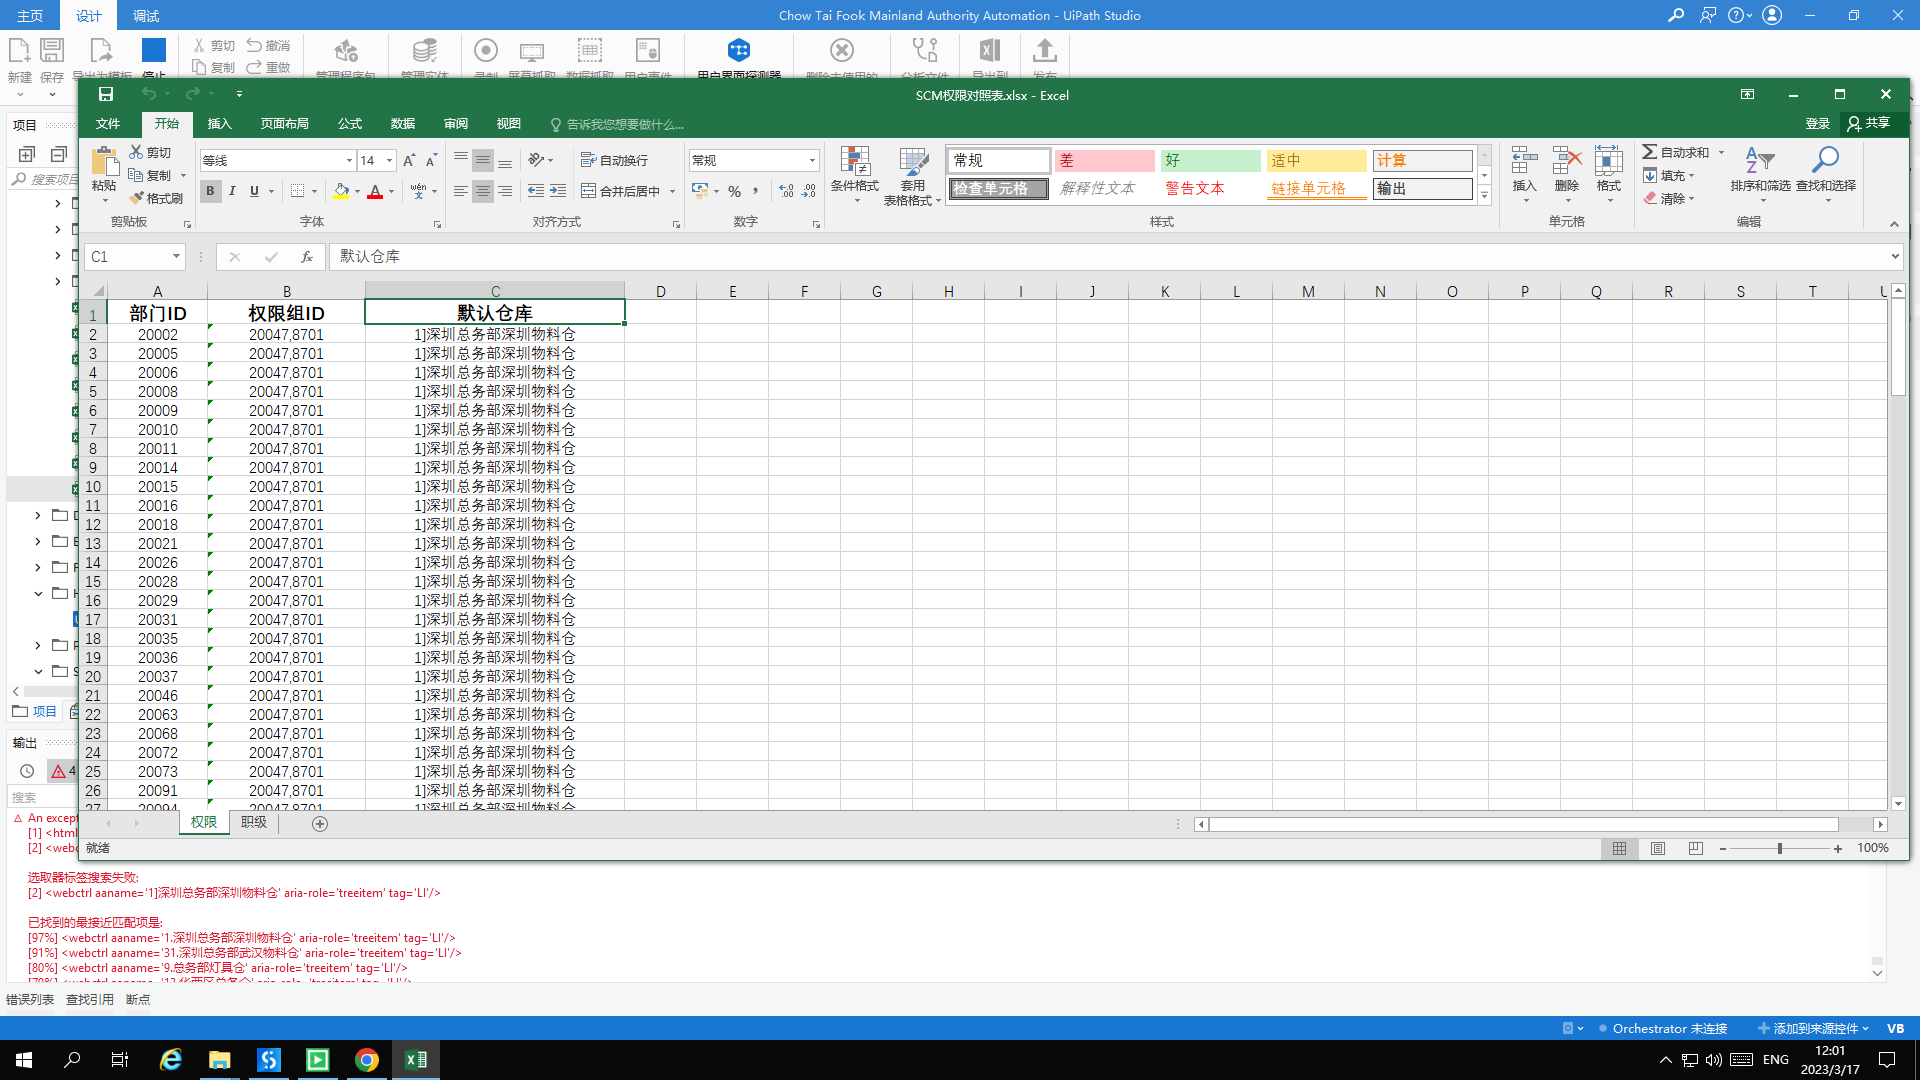 主页 设计 调试
Chow Tai Fook Mainland Authority Automation - UiPath Studio
新建 保存 导出为模板 停止
剪切 撤消
复制 重做
管理程序包 管理实体 录制 屏幕抓取 数据抓取 用户事件 用户界面探测器 删除未使用的 分析文件 导出到 发布
SCM权限对照表.xlsx - Excel
文件 开始 插入 页面布局 公式 数据 审阅 视图 告诉我您想要做什么...
登录 共享
粘贴 剪切 复制 格式刷
剪贴板
等线 14
B I U A wén 文
字体
自动换行
合并后居中
对齐方式
常规
%
数字
条件格式 套用
表格格式
常规 差 好 适中 计算
检查单元格 解释性文本 警告文本 链接单元格 输出
样式
插入 删除 格式
单元格
自动求和
填充
清除
排序和筛选 查找和选择
编辑
项目
搜索项目
C1 fx 默认仓库
A B C D E F G H I J K L M N O P Q R S T U
1 部门ID 权限组ID 默认仓库
2 20002 20047,8701 1]深圳总务部深圳物料仓
3 20005 20047,8701 1]深圳总务部深圳物料仓
4 20006 20047,8701 1]深圳总务部深圳物料仓
5 20008 20047,8701 1]深圳总务部深圳物料仓
6 20009 20047,8701 1]深圳总务部深圳物料仓
7 20010 20047,8701 1]深圳总务部深圳物料仓
8 20011 20047,8701 1]深圳总务部深圳物料仓
9 20014 20047,8701 1]深圳总务部深圳物料仓
10 20015 20047,8701 1]深圳总务部深圳物料仓
11 20016 20047,8701 1]深圳总务部深圳物料仓
12 20018 20047,8701 1]深圳总务部深圳物料仓
13 20021 20047,8701 1]深圳总务部深圳物料仓
14 20026 20047,8701 1]深圳总务部深圳物料仓
15 20028 20047,8701 1]深圳总务部深圳物料仓
16 20029 20047,8701 1]深圳总务部深圳物料仓
17 20031 20047,8701 1]深圳总务部深圳物料仓
18 20035 20047,8701 1]深圳总务部深圳物料仓
19 20036 20047,8701 1]深圳总务部深圳物料仓
20 20037 20047,8701 1]深圳总务部深圳物料仓
21 20046 20047,8701 1]深圳总务部深圳物料仓
22 20063 20047,8701 1]深圳总务部深圳物料仓
23 20068 20047,8701 1]深圳总务部深圳物料仓
24 20072 20047,8701 1]深圳总务部深圳物料仓
25 20073 20047,8701 1]深圳总务部深圳物料仓
26 20091 20047,8701 1]深圳总务部深圳物料仓
27 20094 20047,8701 1]深圳总务部深圳物料仓
权限 职级
就绪 100%
项目
输出
4
搜索
An except
[1] <html
[2] <webc
选取器标签搜索失败:
[2] <webctrl aaname='1]深圳总务部深圳物料仓' aria-role='treeitem' tag='LI'/>
已找到的最接近匹配项是:
[97%] <webctrl aaname='1.深圳总务部深圳物料仓' aria-role='treeitem' tag='LI'/>
[91%] <webctrl aaname='31.深圳总务部武汉物料仓' aria-role='treeitem' tag='LI'/>
[80%] <webctrl aaname='9.总务部灯具仓' aria-role='treeitem' tag='LI'/>
错误列表 查找引用 断点
Orchestrator 未连接 添加到来源控件 VB
ENG
12:01
2023/3/17